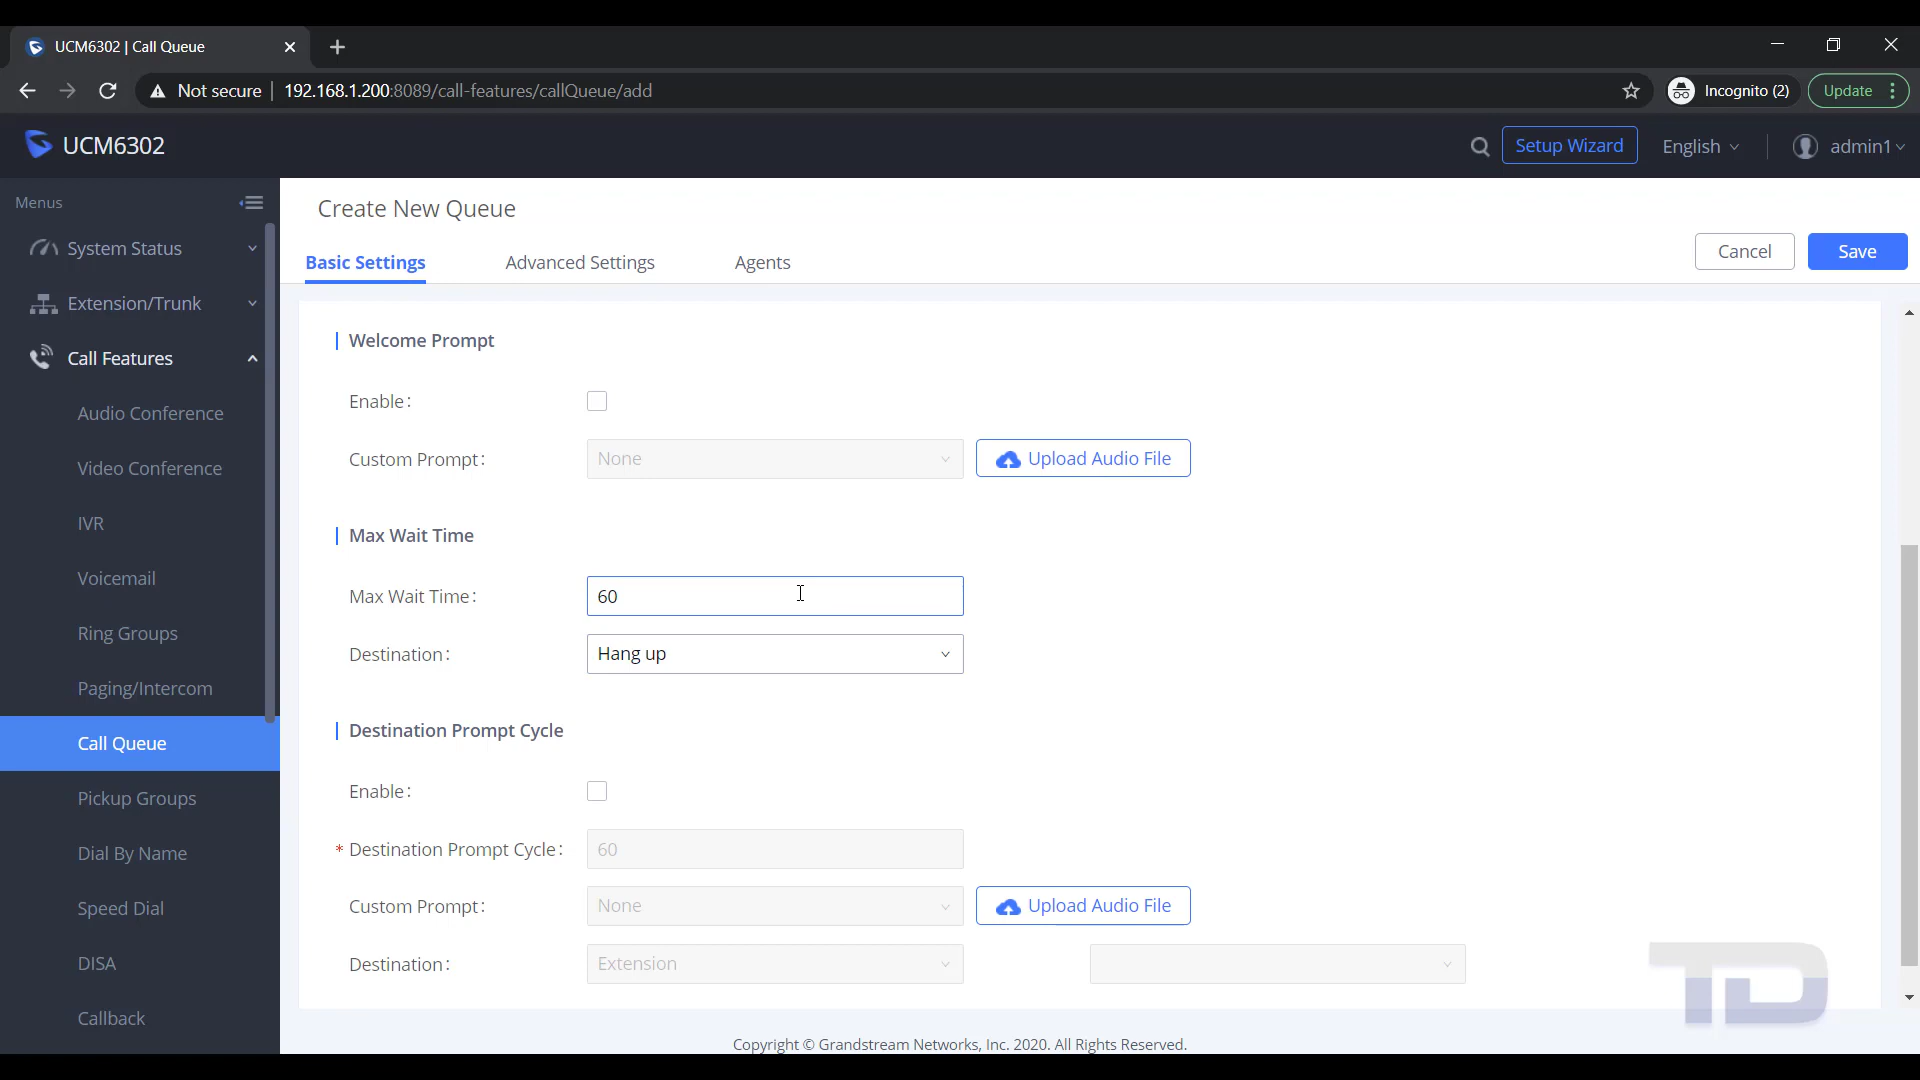 UCM6302 | Call Queue
Not secure 192.168.1.200:8089/call-features/callQueue/add Incognito (2) Update
UCM6302 Setup Wizard English admin1
Menus
System Status
Extension/Trunk
Call Features
Audio Conference
Video Conference
IVR
Voicemail
Ring Groups
Paging/Intercom
Call Queue
Pickup Groups
Dial By Name
Speed Dial
DISA
Callback
Create New Queue
Basic Settings Advanced Settings Agents Cancel Save
Welcome Prompt
Enable:
Custom Prompt: None Upload Audio File
Max Wait Time
Max Wait Time: 60
Destination: Hang up
Destination Prompt Cycle
Enable:
* Destination Prompt Cycle: 60
Custom Prompt: None Upload Audio File
Destination: Extension
TD
Copyright © Grandstream Networks, Inc. 2020. All Rights Reserved.